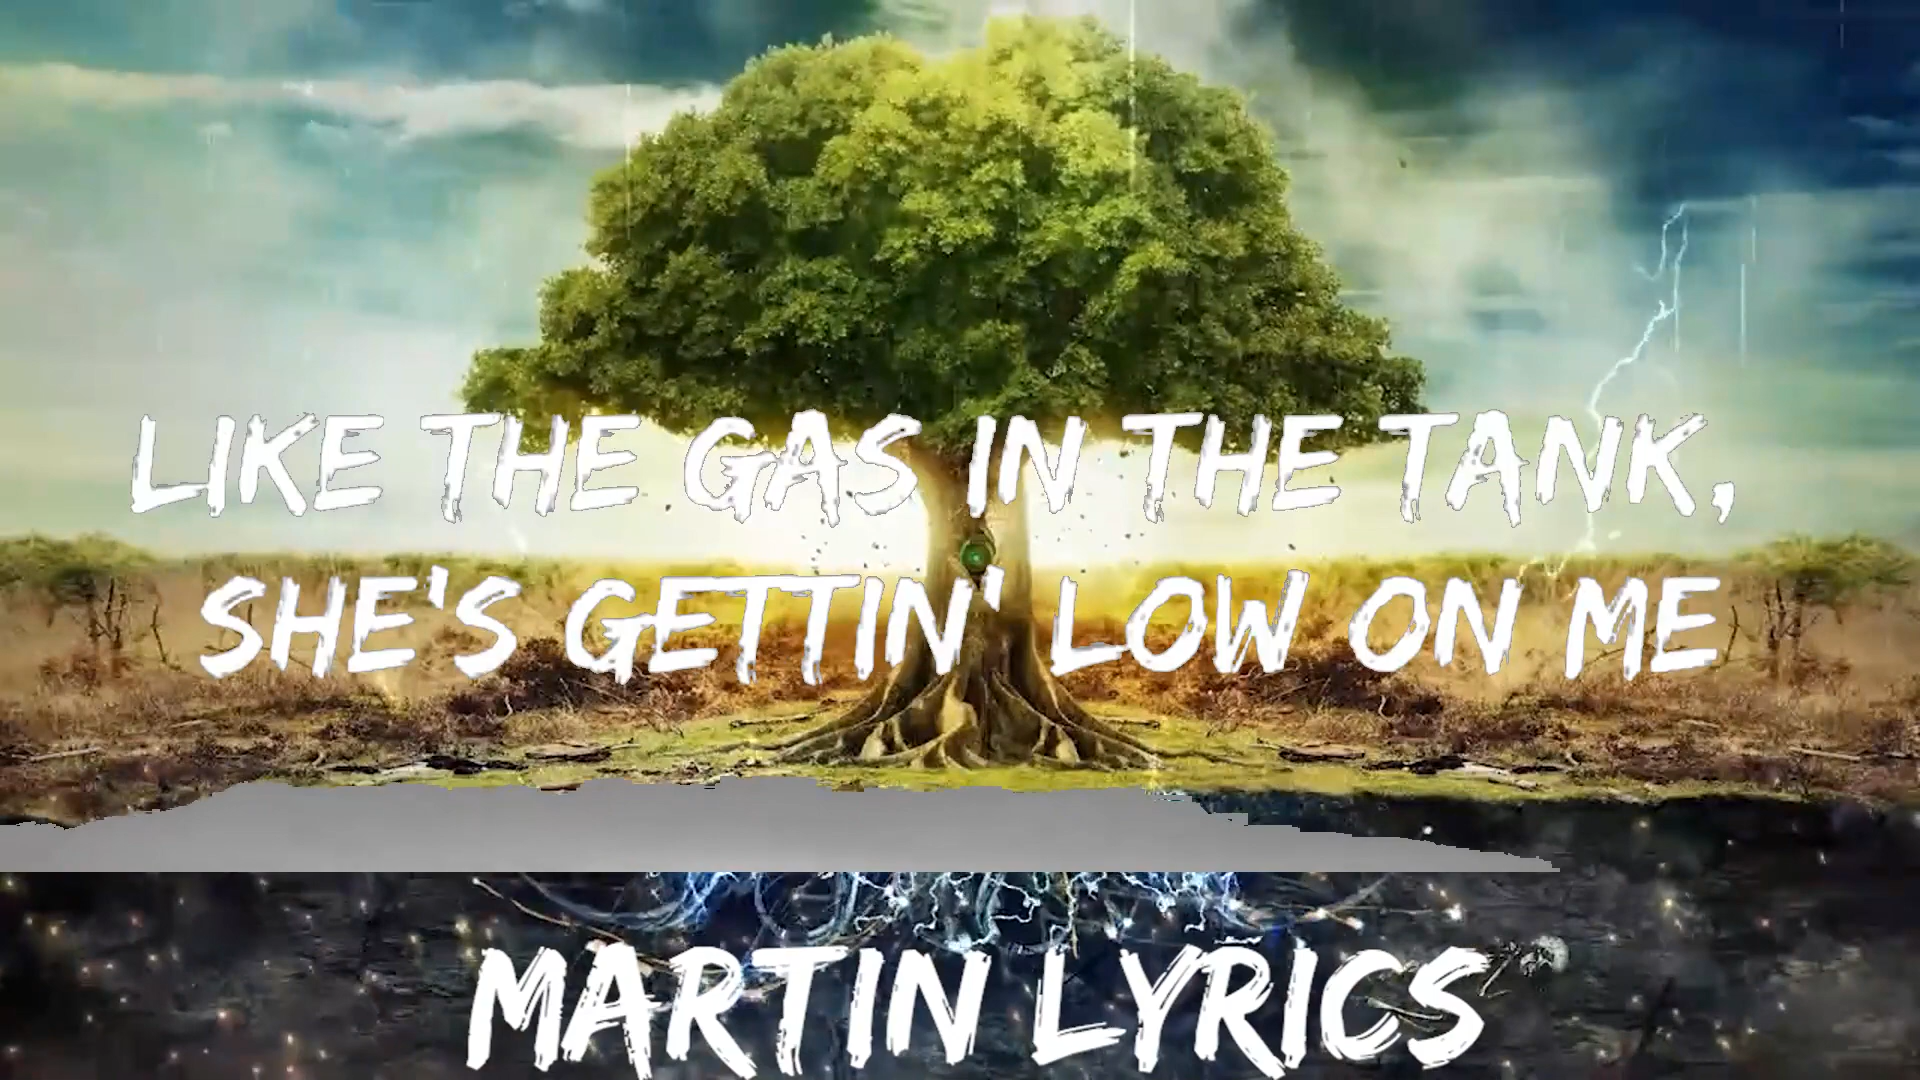 LIKE THE GAS IN THE TANK,
SHE'S GETTIN' LOW ON ME
MARTIN LYRICS